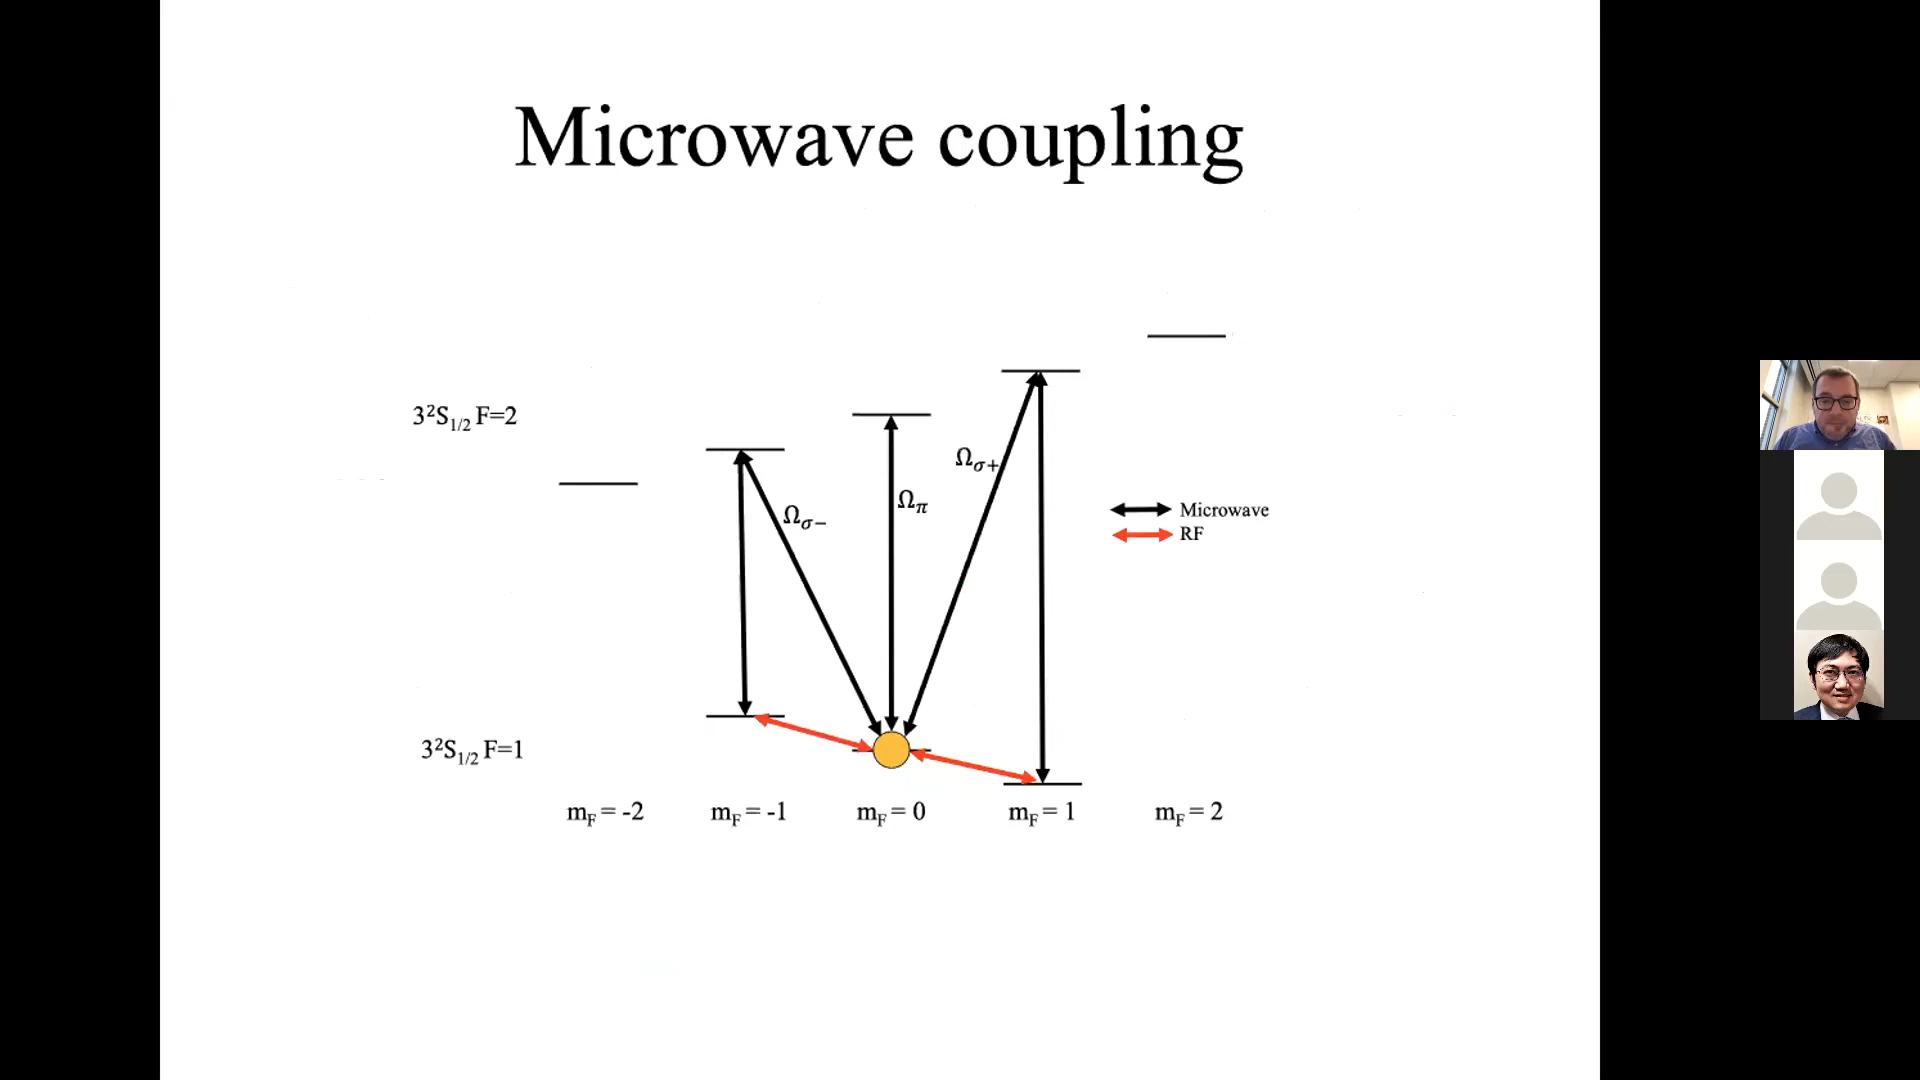 Microwave coupling
3²S₁/₂ F=2
Ωσ+
Ωπ
Ωσ−
Microwave
RF
3²S₁/₂ F=1
mF = -2
mF = -1
mF = 0
mF = 1
mF = 2